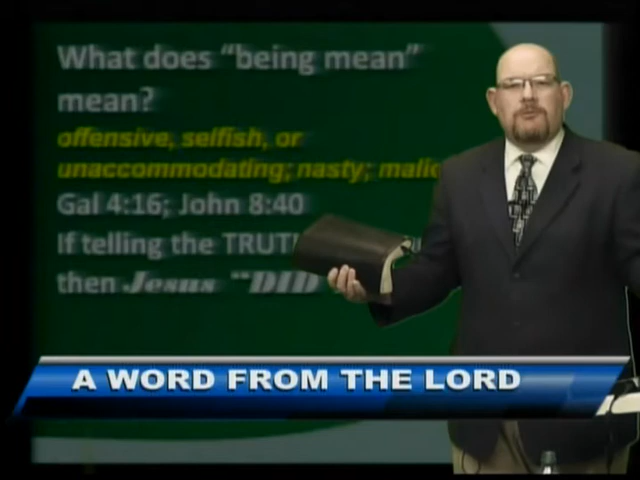 What does “being mean”
mean?
offensive, selfish, or
unaccommodating; nasty; malic
Gal 4:16; John 8:40
If telling the TRUT
then Jesus “DID
A WORD FROM THE LORD